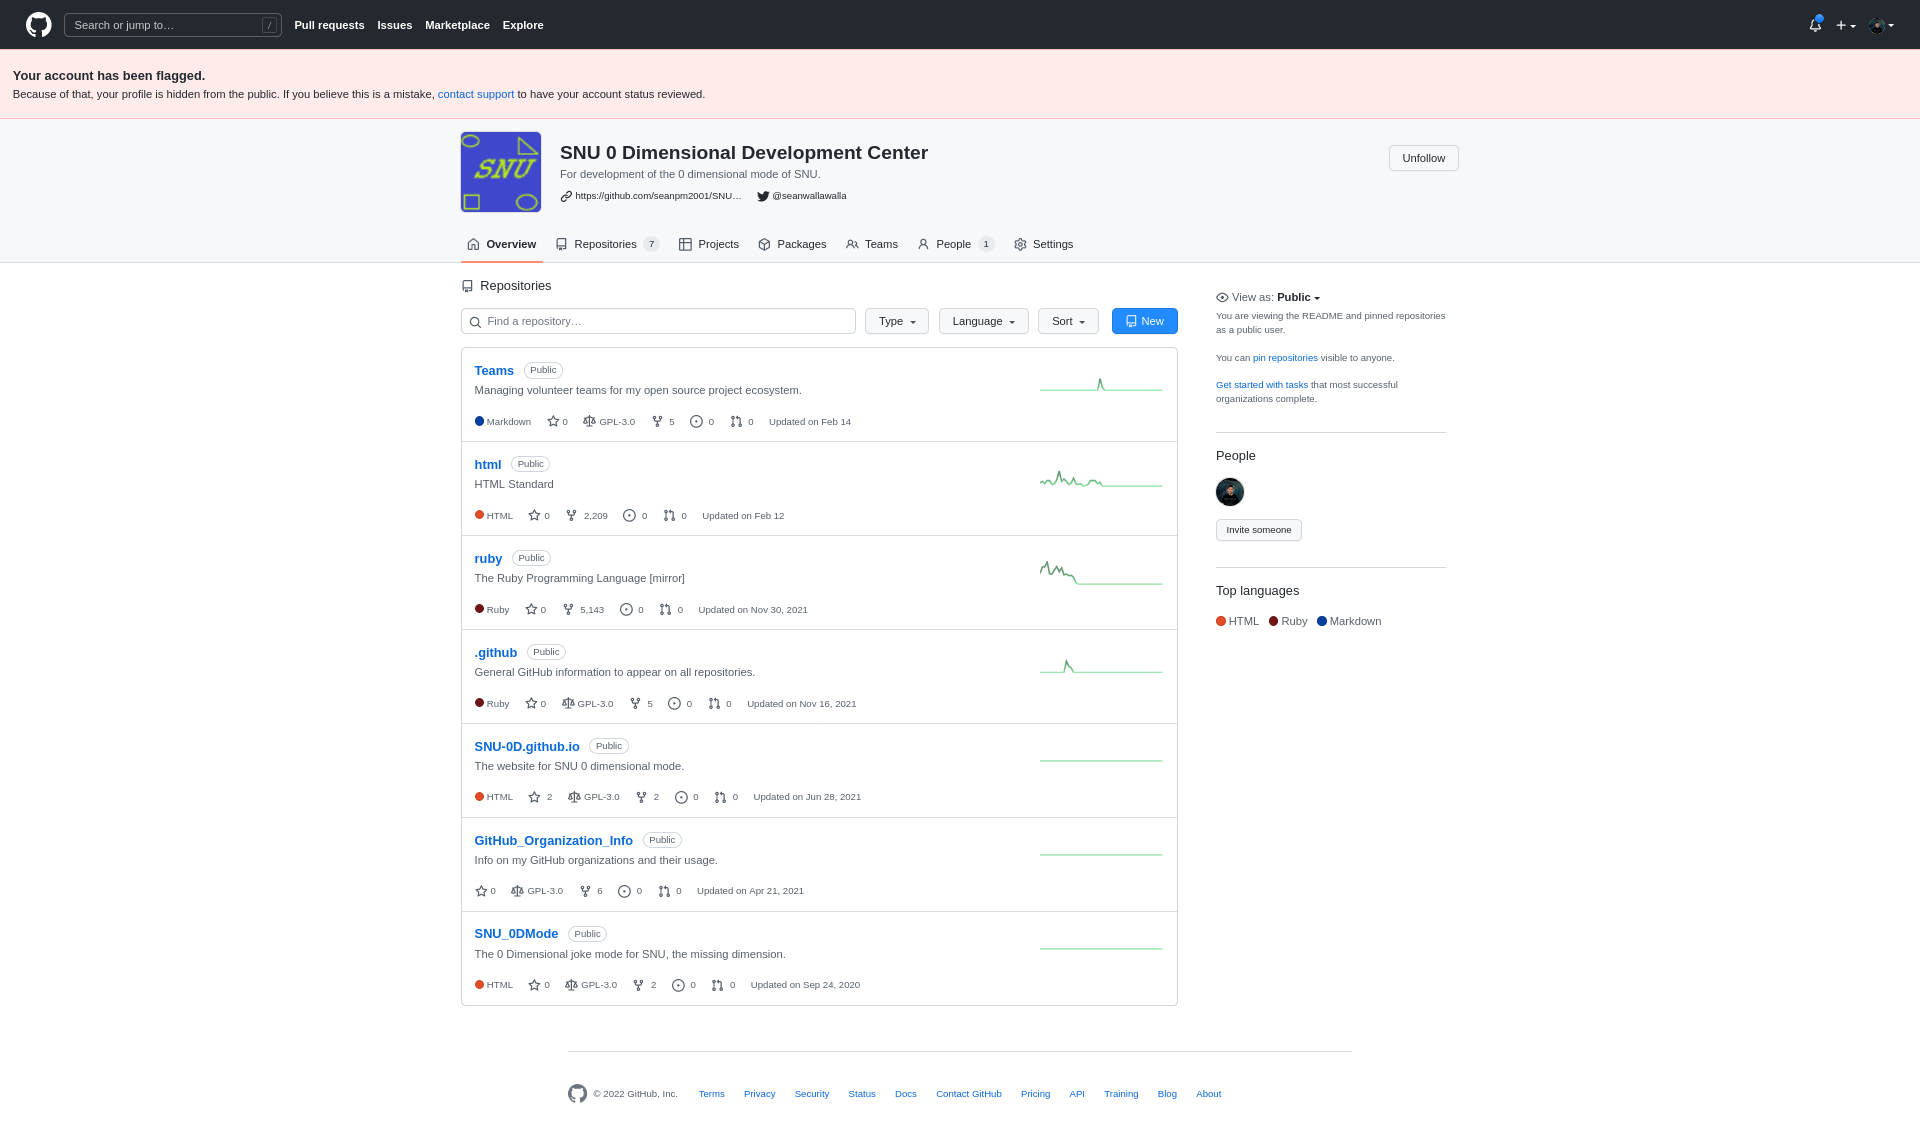 Search or jump to… /
Pull requests Issues Marketplace Explore
Your account has been flagged.
Because of that, your profile is hidden from the public. If you believe this is a mistake, contact support to have your account status reviewed.
SNU
SNU 0 Dimensional Development Center
For development of the 0 dimensional mode of SNU.
https://github.com/seanpm2001/SNU… @seanwallawalla
Unfollow
Overview Repositories 7 Projects Packages Teams People 1 Settings
Repositories
Find a repository… Type Language Sort New
Teams Public
Managing volunteer teams for my open source project ecosystem.
Markdown 0 GPL-3.0 5 0 0 Updated on Feb 14
html Public
HTML Standard
HTML 0 2,209 0 0 Updated on Feb 12
ruby Public
The Ruby Programming Language [mirror]
Ruby 0 5,143 0 0 Updated on Nov 30, 2021
.github Public
General GitHub information to appear on all repositories.
Ruby 0 GPL-3.0 5 0 0 Updated on Nov 16, 2021
SNU-0D.github.io Public
The website for SNU 0 dimensional mode.
HTML 2 GPL-3.0 2 0 0 Updated on Jun 28, 2021
GitHub_Organization_Info Public
Info on my GitHub organizations and their usage.
0 GPL-3.0 6 0 0 Updated on Apr 21, 2021
SNU_0DMode Public
The 0 Dimensional joke mode for SNU, the missing dimension.
HTML 0 GPL-3.0 2 0 0 Updated on Sep 24, 2020
View as: Public
You are viewing the README and pinned repositories
as a public user.
You can pin repositories visible to anyone.
Get started with tasks that most successful
organizations complete.
People
Invite someone
Top languages
HTML Ruby Markdown
© 2022 GitHub, Inc. Terms Privacy Security Status Docs Contact GitHub Pricing API Training Blog About